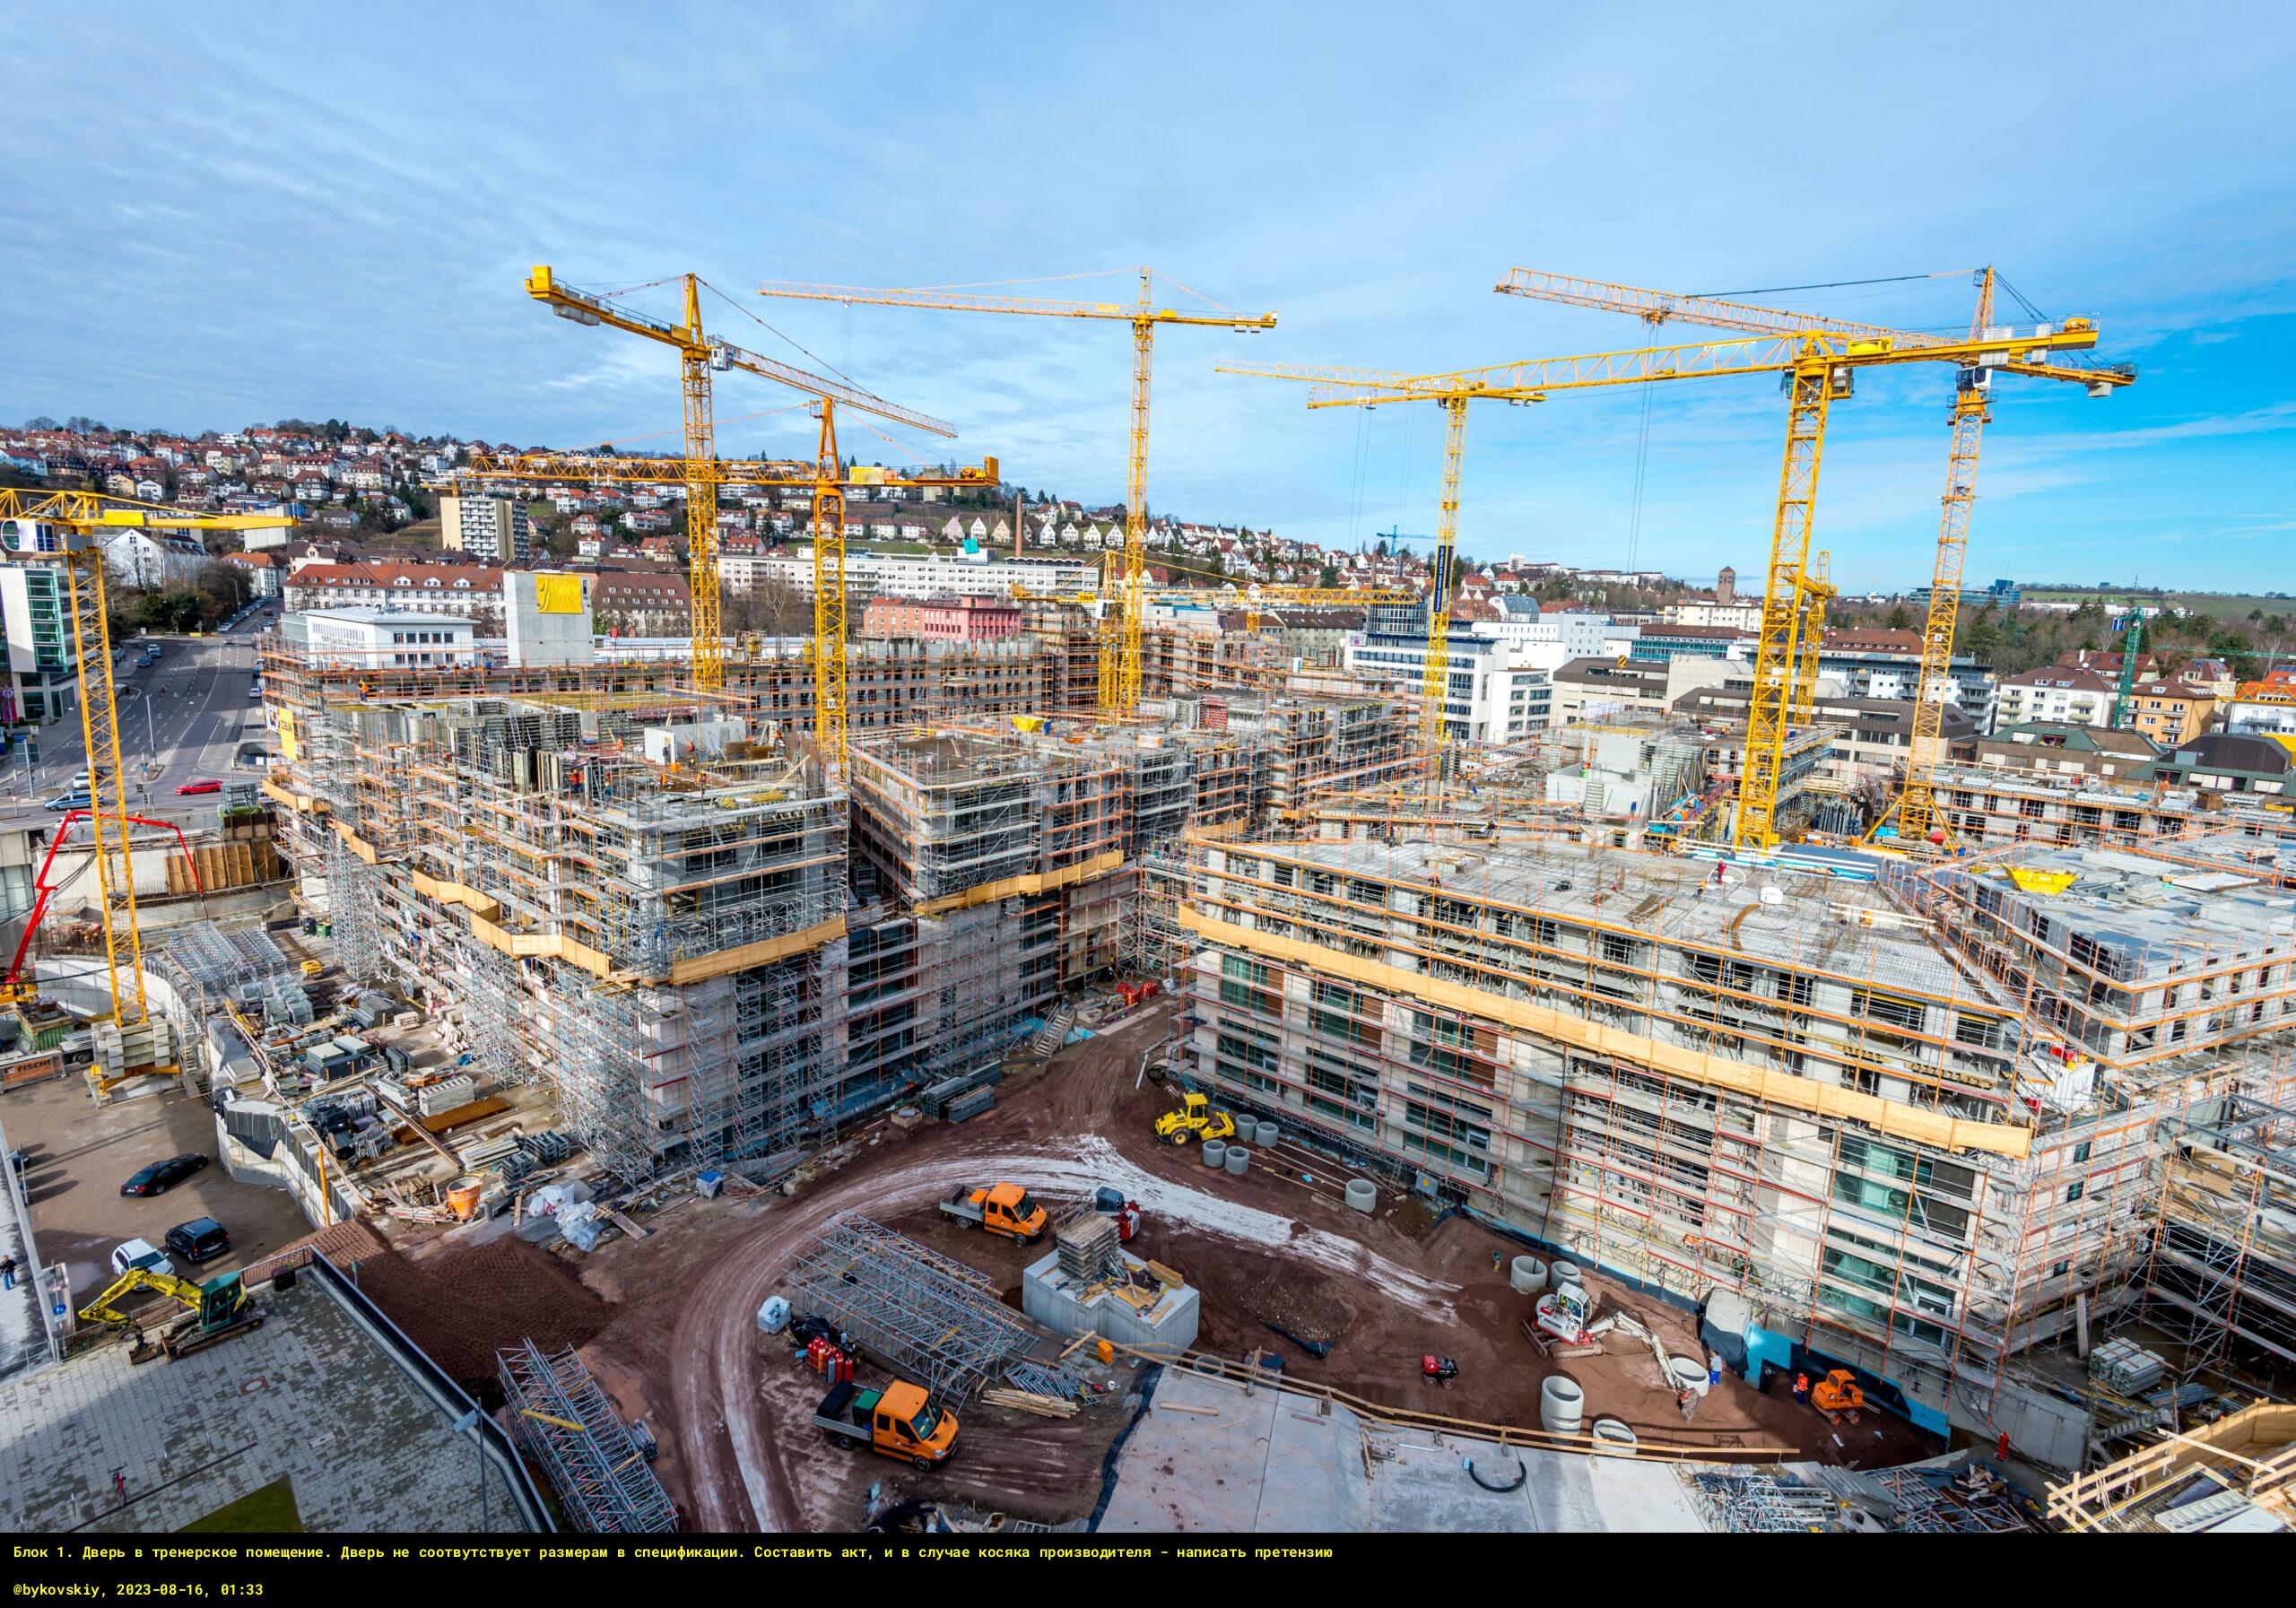 FISCHE
Блок 1. Дверь в тренерское помещение. Дверь не соотвутствует размерам в спецификации. Составить акт, и в случае косяка производителя - написать претензию
@bykovskiy, 2023-08-16, 01:33